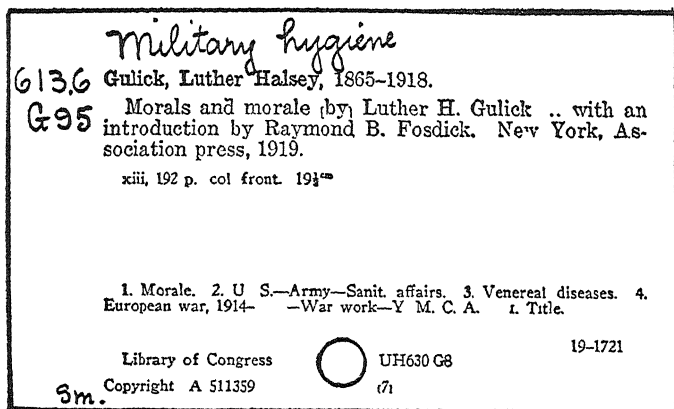 Military hygiene
613.6 Gulick, Luther Halsey, 1865-1918.
G95 Morals and morale [by] Luther H. Gulick .. with an
introduction by Raymond B. Fosdick. New York, As-
sociation press, 1919.
xiii, 192 p. col front. 19½ cm
1. Morale. 2. U S.—Army—Sanit. affairs. 3. Venereal diseases. 4.
European war, 1914- —War work—Y M. C. A. I. Title.
19-1721
Library of Congress UH630 G8
Sm. Copyright A 511359 (7)